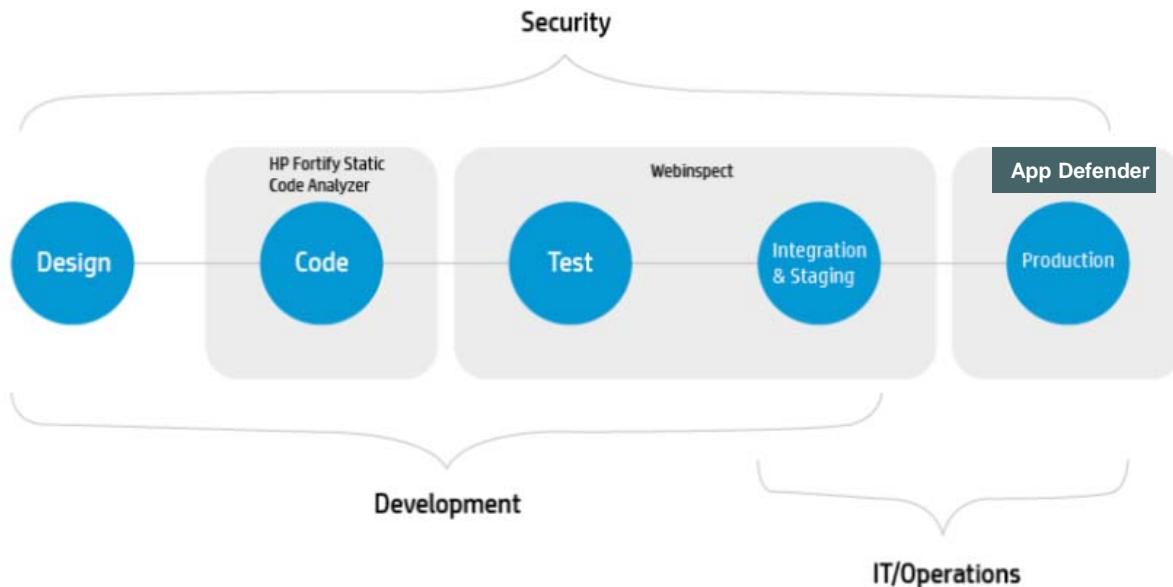 Security
HP Fortify Static
Code Analyzer
Webinspect
App Defender
Design
Code
Test
Integration
& Staging
Production
Development
IT/Operations